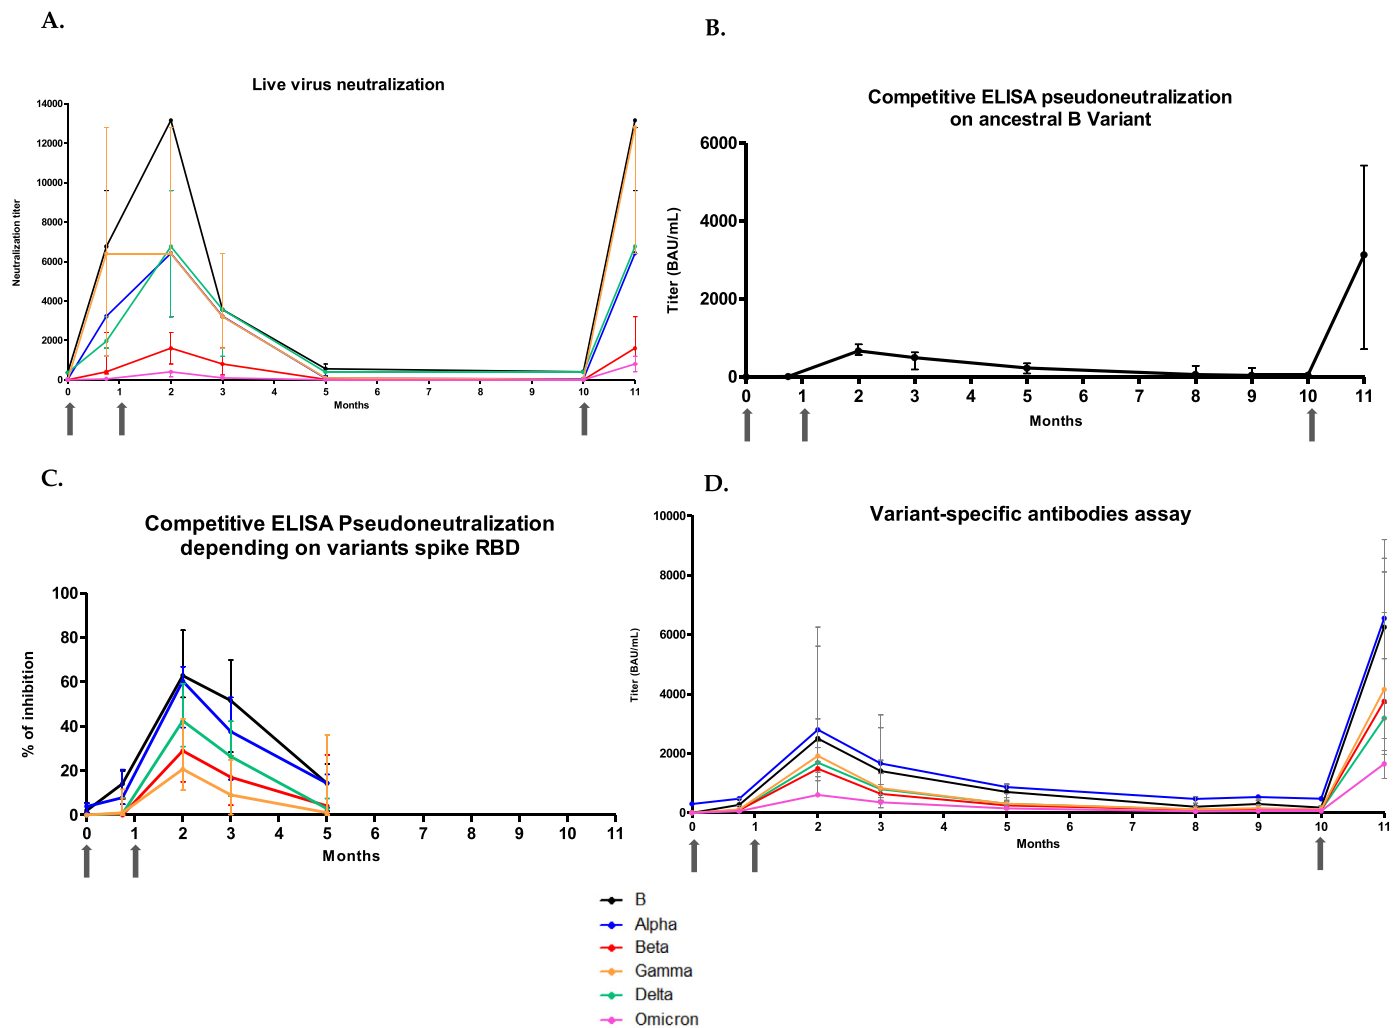 A.
Live virus neutralization
Neutralization titer
14000
12000
10000
8000
6000
4000
2000
0
0 1 2 3 4 5 6 7 8 9 10 11
Months
B.
Competitive ELISA pseudoneutralization
on ancestral B Variant
Titer (BAU/mL)
6000
4000
2000
0
0 1 2 3 4 5 6 7 8 9 10 11
Months
C.
Competitive ELISA Pseudoneutralization
depending on variants spike RBD
% of inhibition
100
80
60
40
20
0
0 1 2 3 4 5 6 7 8 9 10 11
Months
D.
Variant-specific antibodies assay
Titer (BAU/mL)
10000
8000
6000
4000
2000
0
0 1 2 3 4 5 6 7 8 9 10 11
Months
B
Alpha
Beta
Gamma
Delta
Omicron